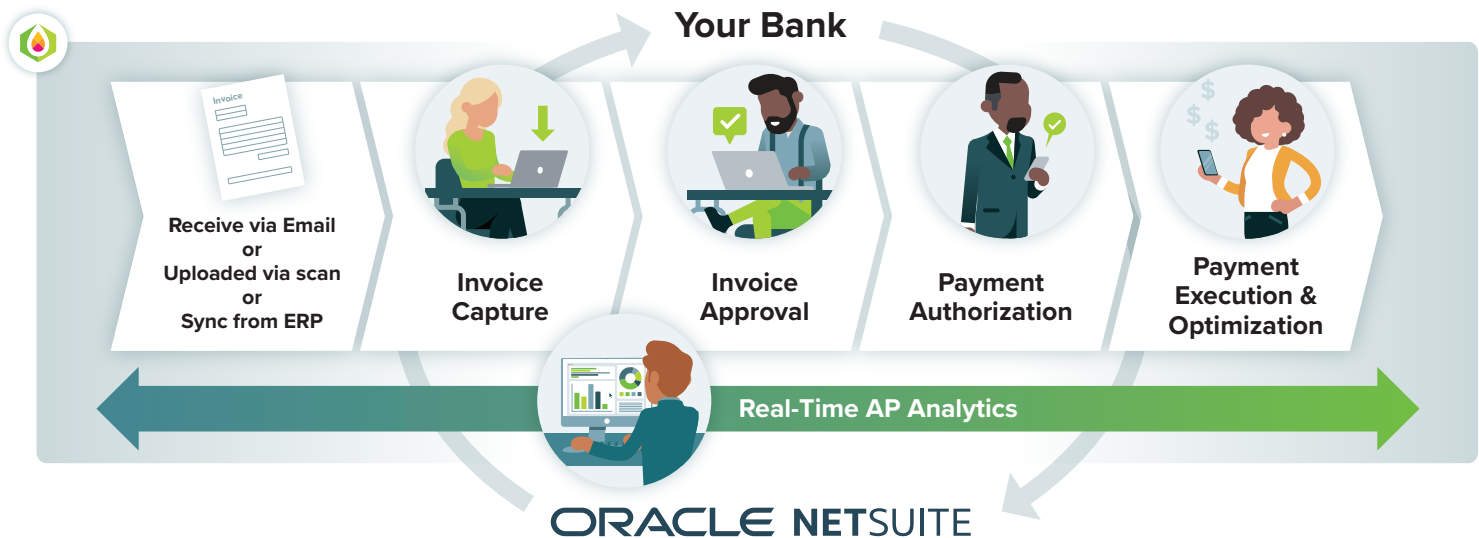 Your Bank
Invoice
Receive via Email
or
Uploaded via scan
or
Sync from ERP
Invoice
Capture
Invoice
Approval
Payment
Authorization
$
$
$
Payment
Execution &
Optimization
Real-Time AP Analytics
ORACLE NETSUITE